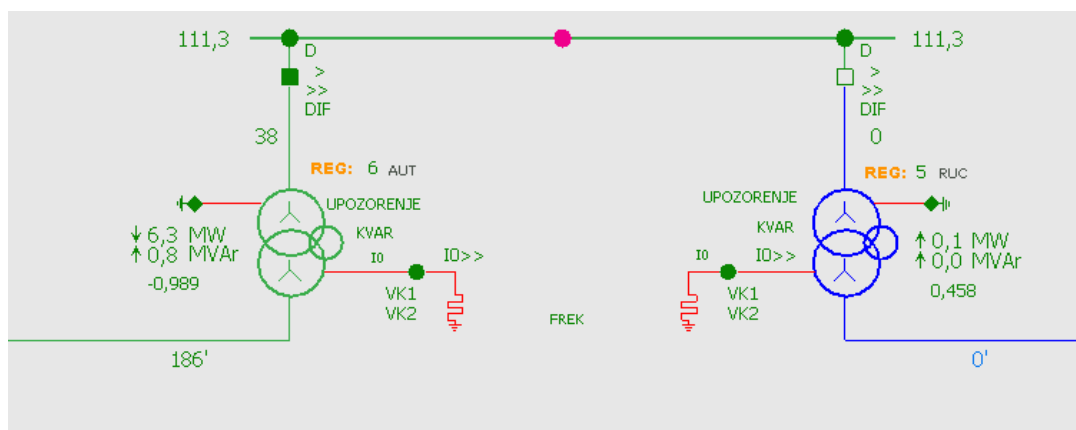 111,3
111,3
D
>
>>
DIF
D
>
>>
DIF
38
0
REG: 6 AUT
REG: 5 RUC
UPOZORENJE
UPOZORENJE
KVAR
KVAR
6,3 MW
0,8 MVAr
-0,989
I0
I0>>
I0
I0>>
0,1 MW
0,0 MVAr
0,458
VK1
VK2
VK1
VK2
FREK
186'
0'